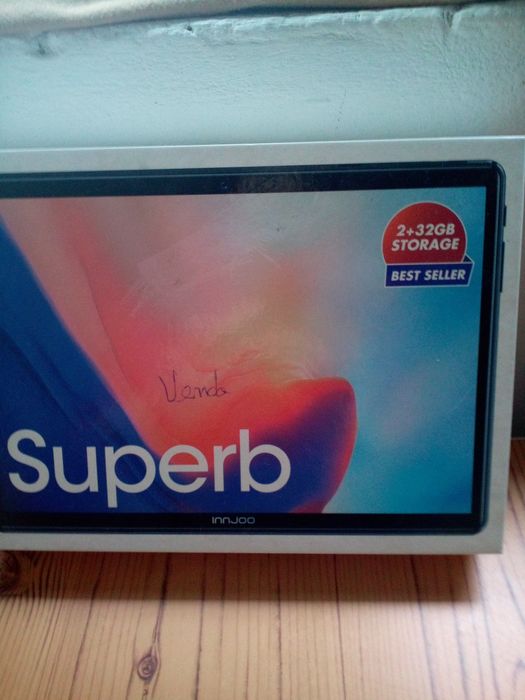 2+32GB
STORAGE
BEST SELLER
Venda
Superb
INNJOO